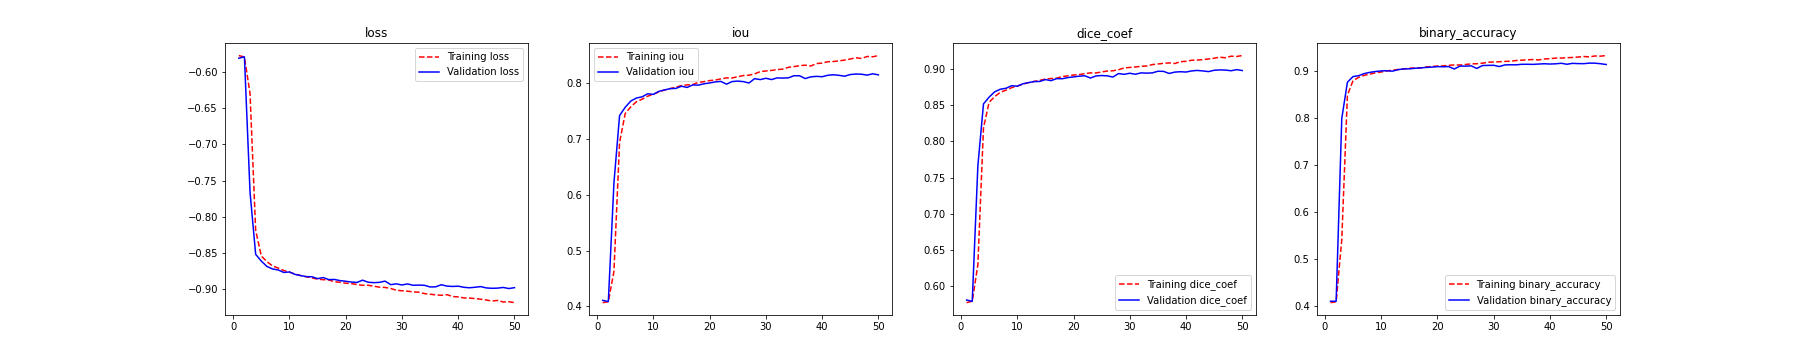 loss
Training loss
Validation loss
−0.60
−0.65
−0.70
−0.75
−0.80
−0.85
−0.90
0 10 20 30 40 50
iou
Training iou
Validation iou
0.8
0.7
0.6
0.5
0.4
0 10 20 30 40 50
dice_coef
0.90
0.85
0.80
0.75
0.70
0.65
0.60
Training dice_coef
Validation dice_coef
0 10 20 30 40 50
binary_accuracy
0.9
0.8
0.7
0.6
0.5
0.4
Training binary_accuracy
Validation binary_accuracy
0 10 20 30 40 50